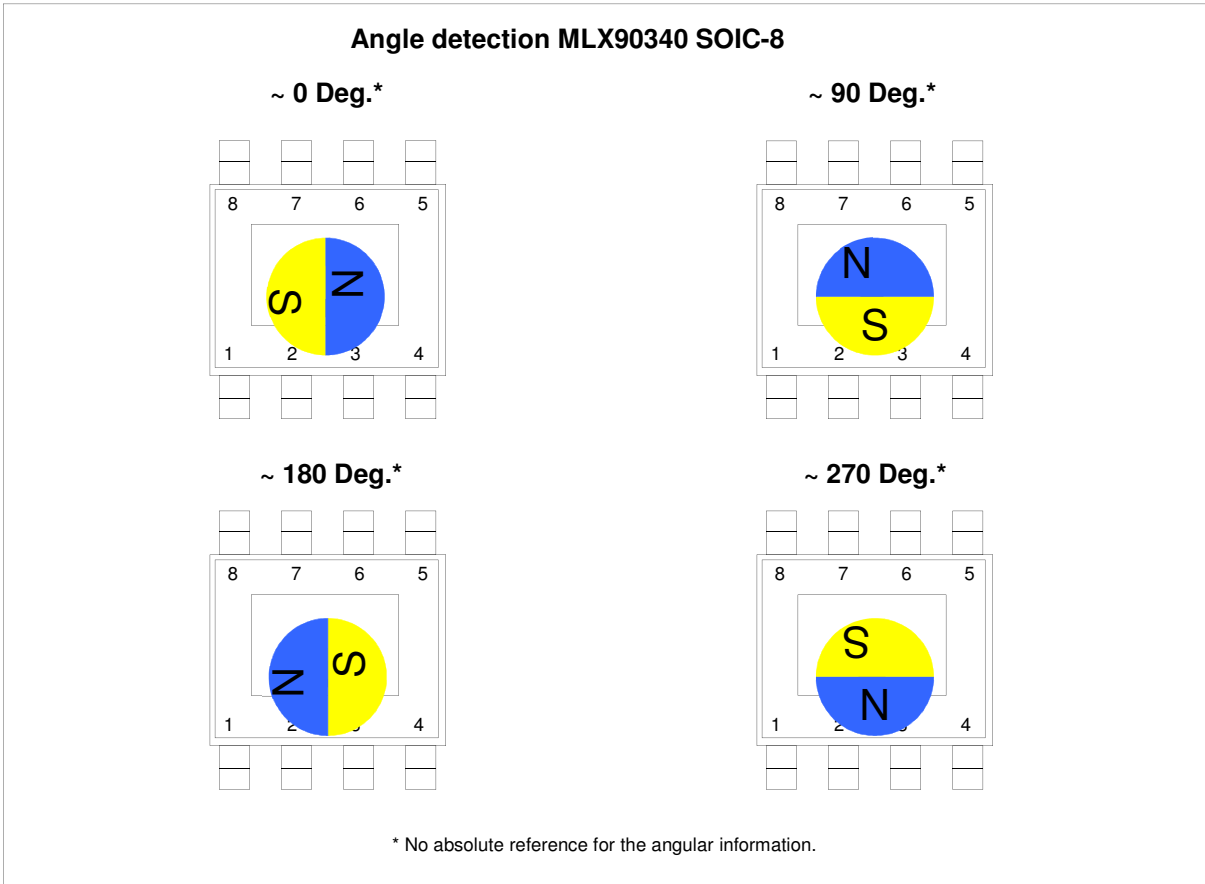 Angle detection MLX90340 SOIC-8
~ 0 Deg.*
~ 90 Deg.*
8 7 6 5
S N
1 2 3 4
8 7 6 5
N
S
1 2 3 4
~ 180 Deg.*
~ 270 Deg.*
8 7 6 5
N S
1 2 4
8 7 6 5
S
N
1 2 4
* No absolute reference for the angular information.